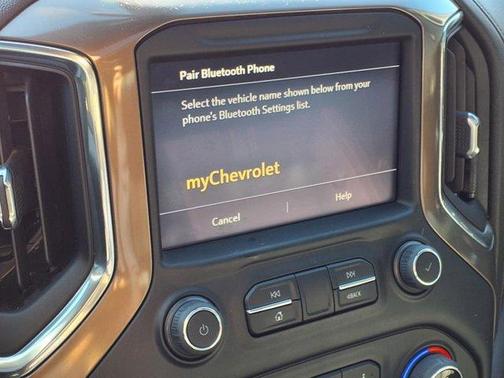 Pair Bluetooth Phone
Select the vehicle name shown below from your
phone's Bluetooth Settings list.
myChevrolet
Cancel
Help
BACK